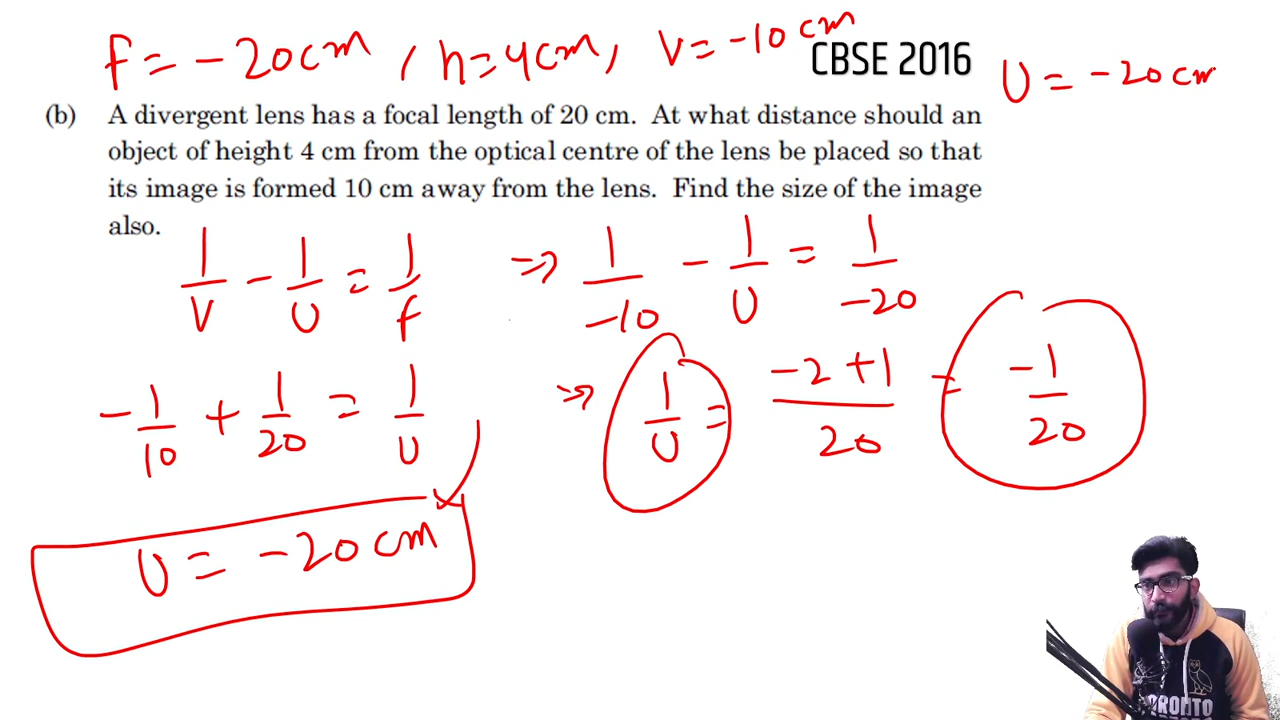 f = -20cm, h=4cm, v= -10 cm
CBSE 2016
U = -20 cm
(b) A divergent lens has a focal length of 20 cm. At what distance should an
object of height 4 cm from the optical centre of the lens be placed so that
its image is formed 10 cm away from the lens. Find the size of the image
also.
1/V - 1/U = 1/f ⇒ 1/-10 - 1/U = 1/-20
-1/10 + 1/20 = 1/U ⇒ 1/U = -2+1/20 = -1/20
U = -20cm
TORONTO